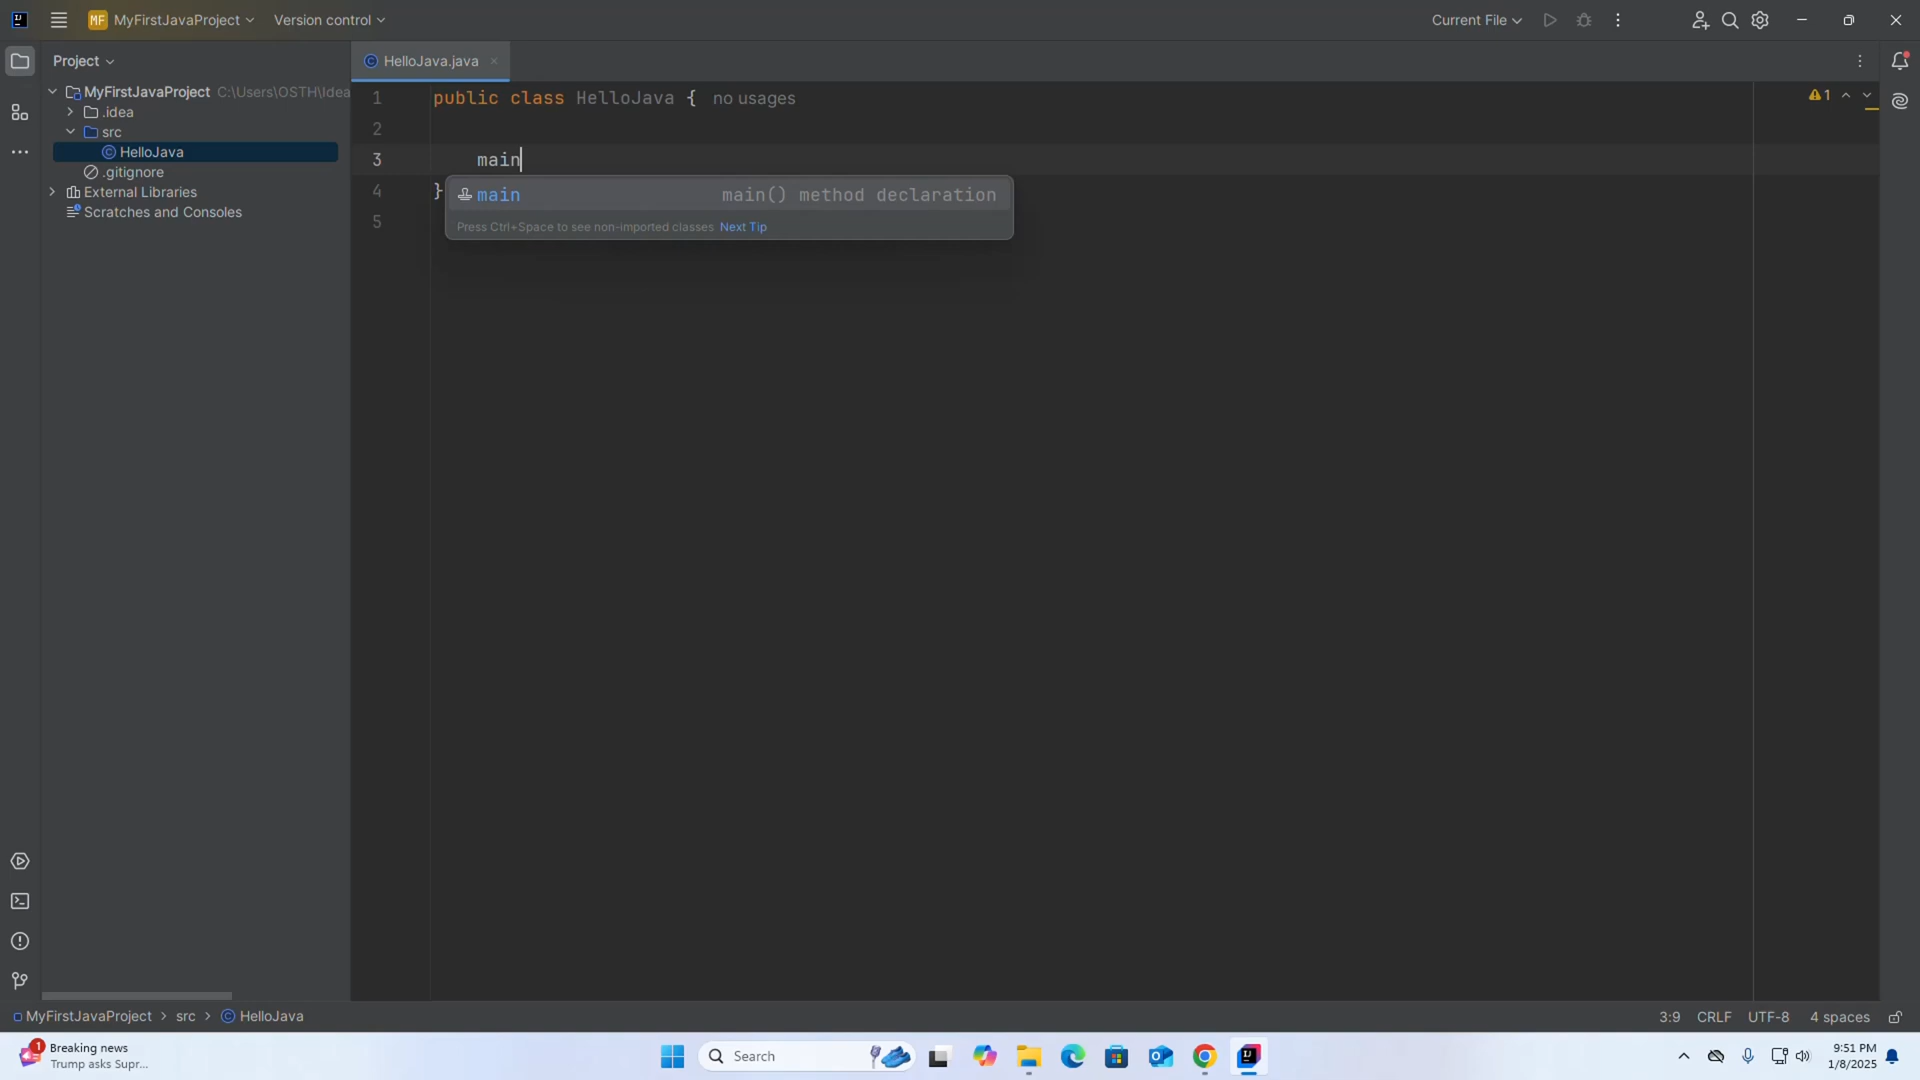 MF MyFirstJavaProject Version control Current File
Project
HelloJava.java
MyFirstJavaProject C:\Users\OSTH\Idea
.idea
src
HelloJava
.gitignore
External Libraries
Scratches and Consoles
1 public class HelloJava { no usages
1
2
3 main
4 }
5
main main() method declaration
Press Ctrl+Space to see non-imported classes Next Tip
MyFirstJavaProject > src > HelloJava
3:9 CRLF UTF-8 4 spaces
1
Breaking news
Trump asks Supr...
Search
9:51 PM
1/8/2025